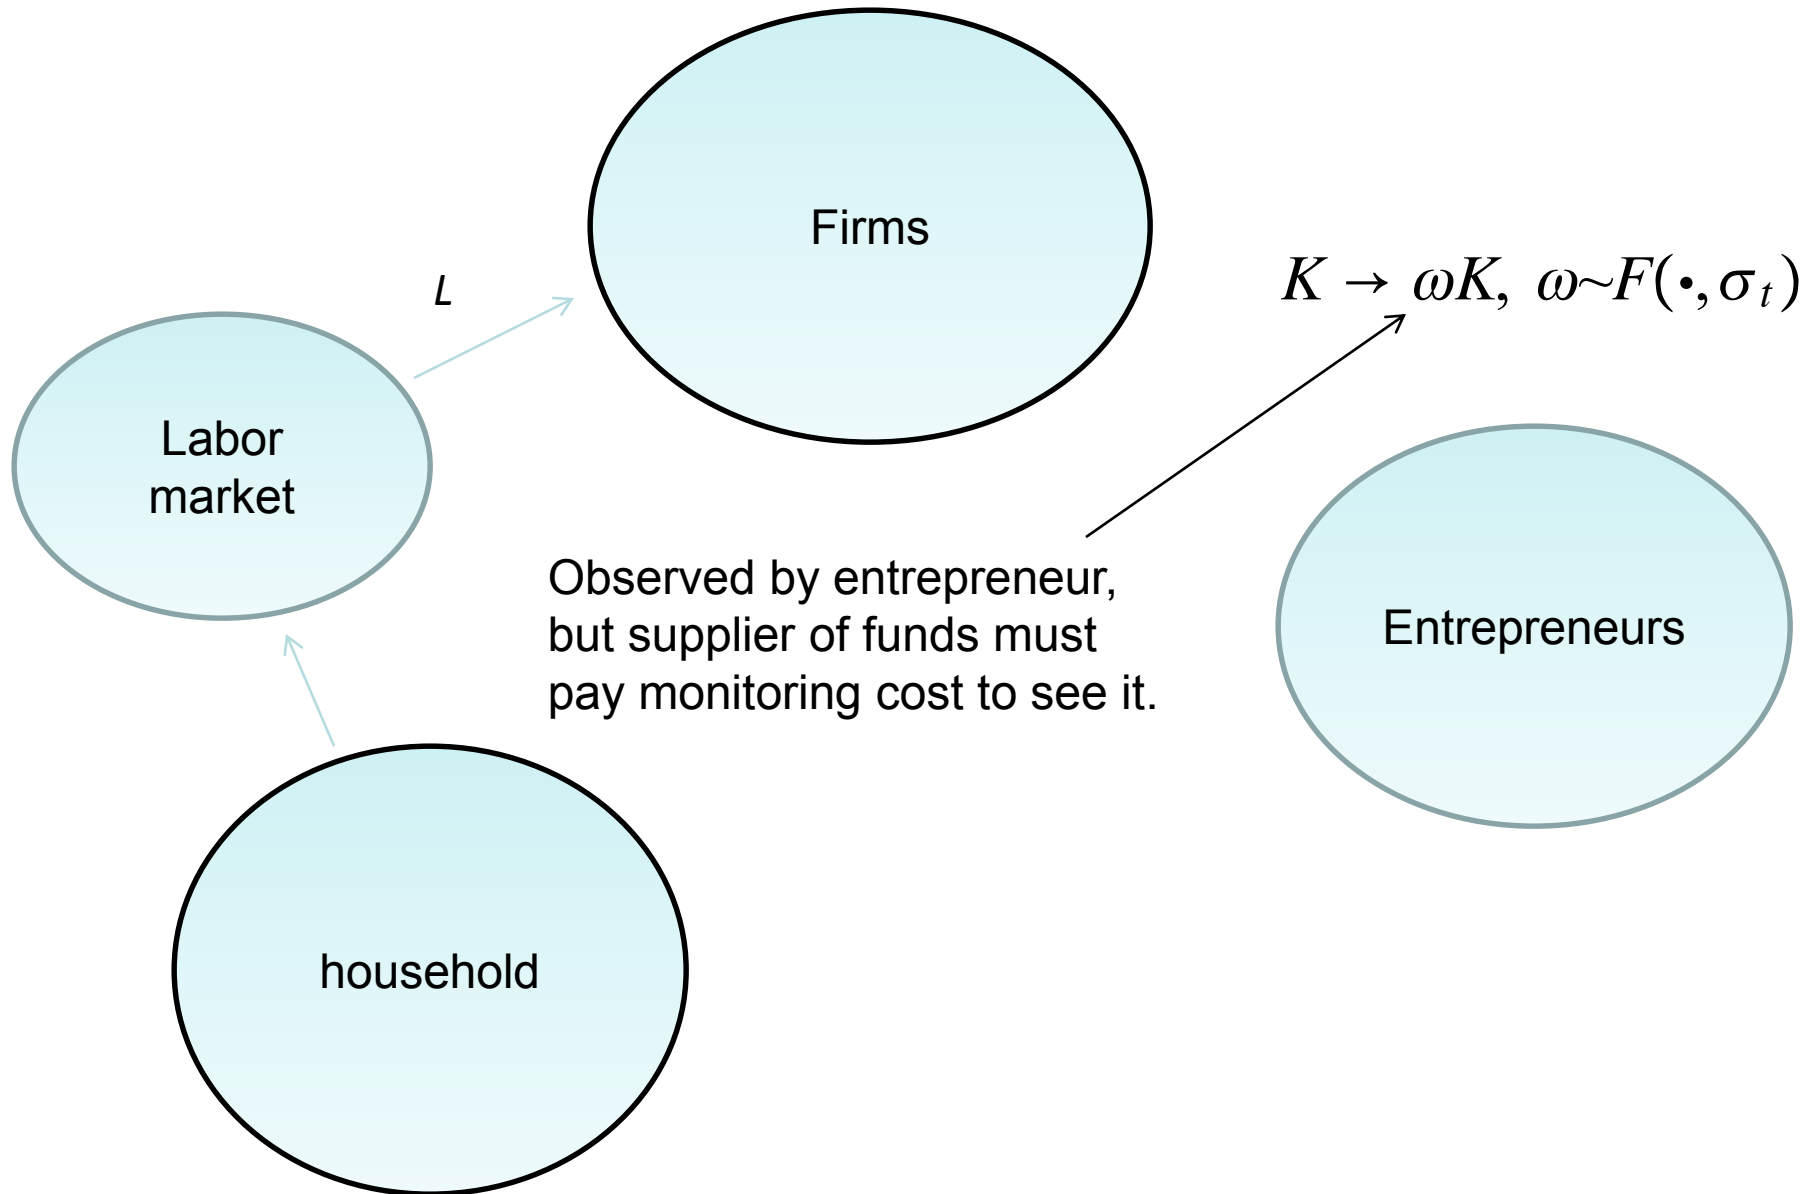 Firms
L
K → ωK, ω~F(•,σ_t)
Labor
market
Observed by entrepreneur,
but supplier of funds must
pay monitoring cost to see it.
Entrepreneurs
household